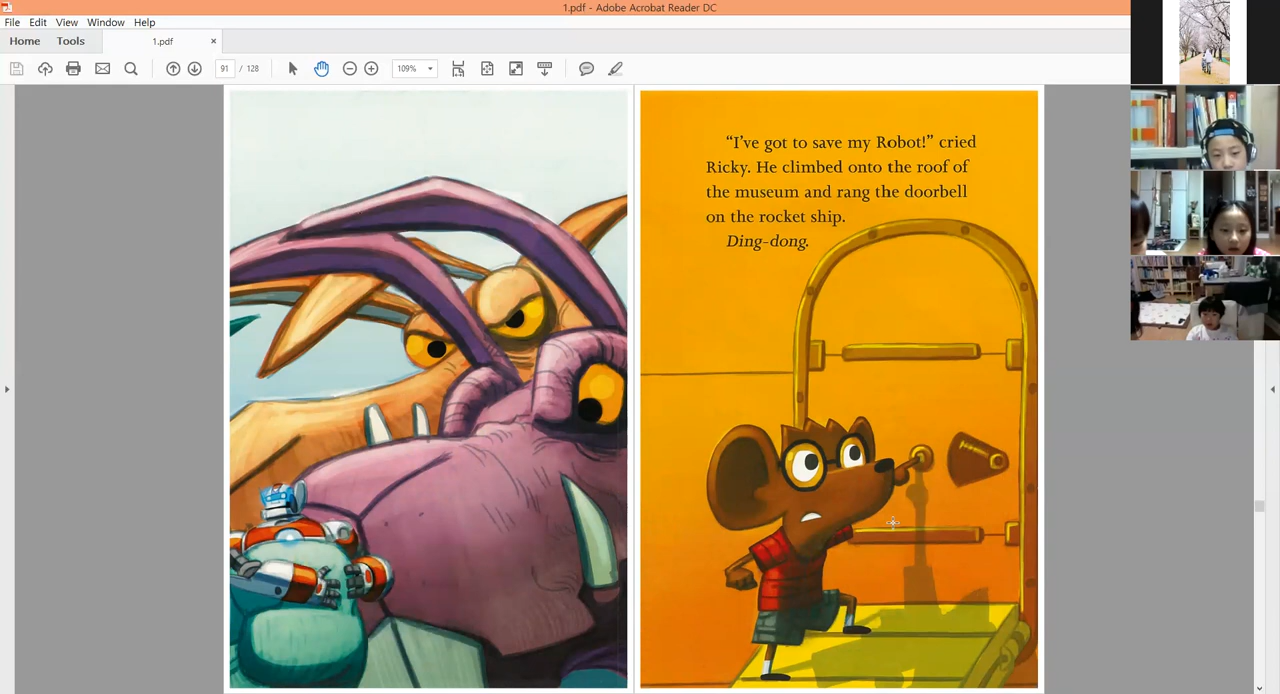 1.pdf - Adobe Acrobat Reader DC
File Edit View Window Help
Home Tools 1.pdf ×
91 / 128 109%
“I’ve got to save my Robot!” cried
Ricky. He climbed onto the roof of
the museum and rang the doorbell
on the rocket ship.
Ding-dong.